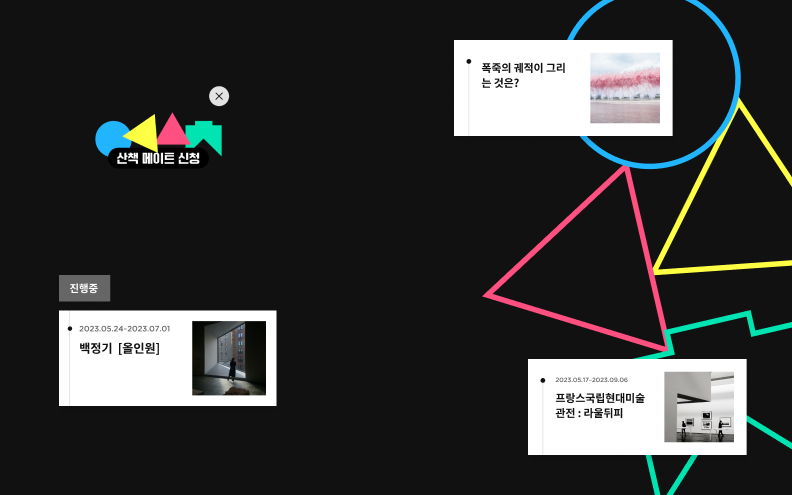 폭죽의 궤적이 그리
는 것은?
산책 메이트 신청
진행중
2023.05.24-2023.07.01
백정기 [올인원]
2023.05.17-2023.09.06
프랑스국립현대미술
관전 : 라울뒤피